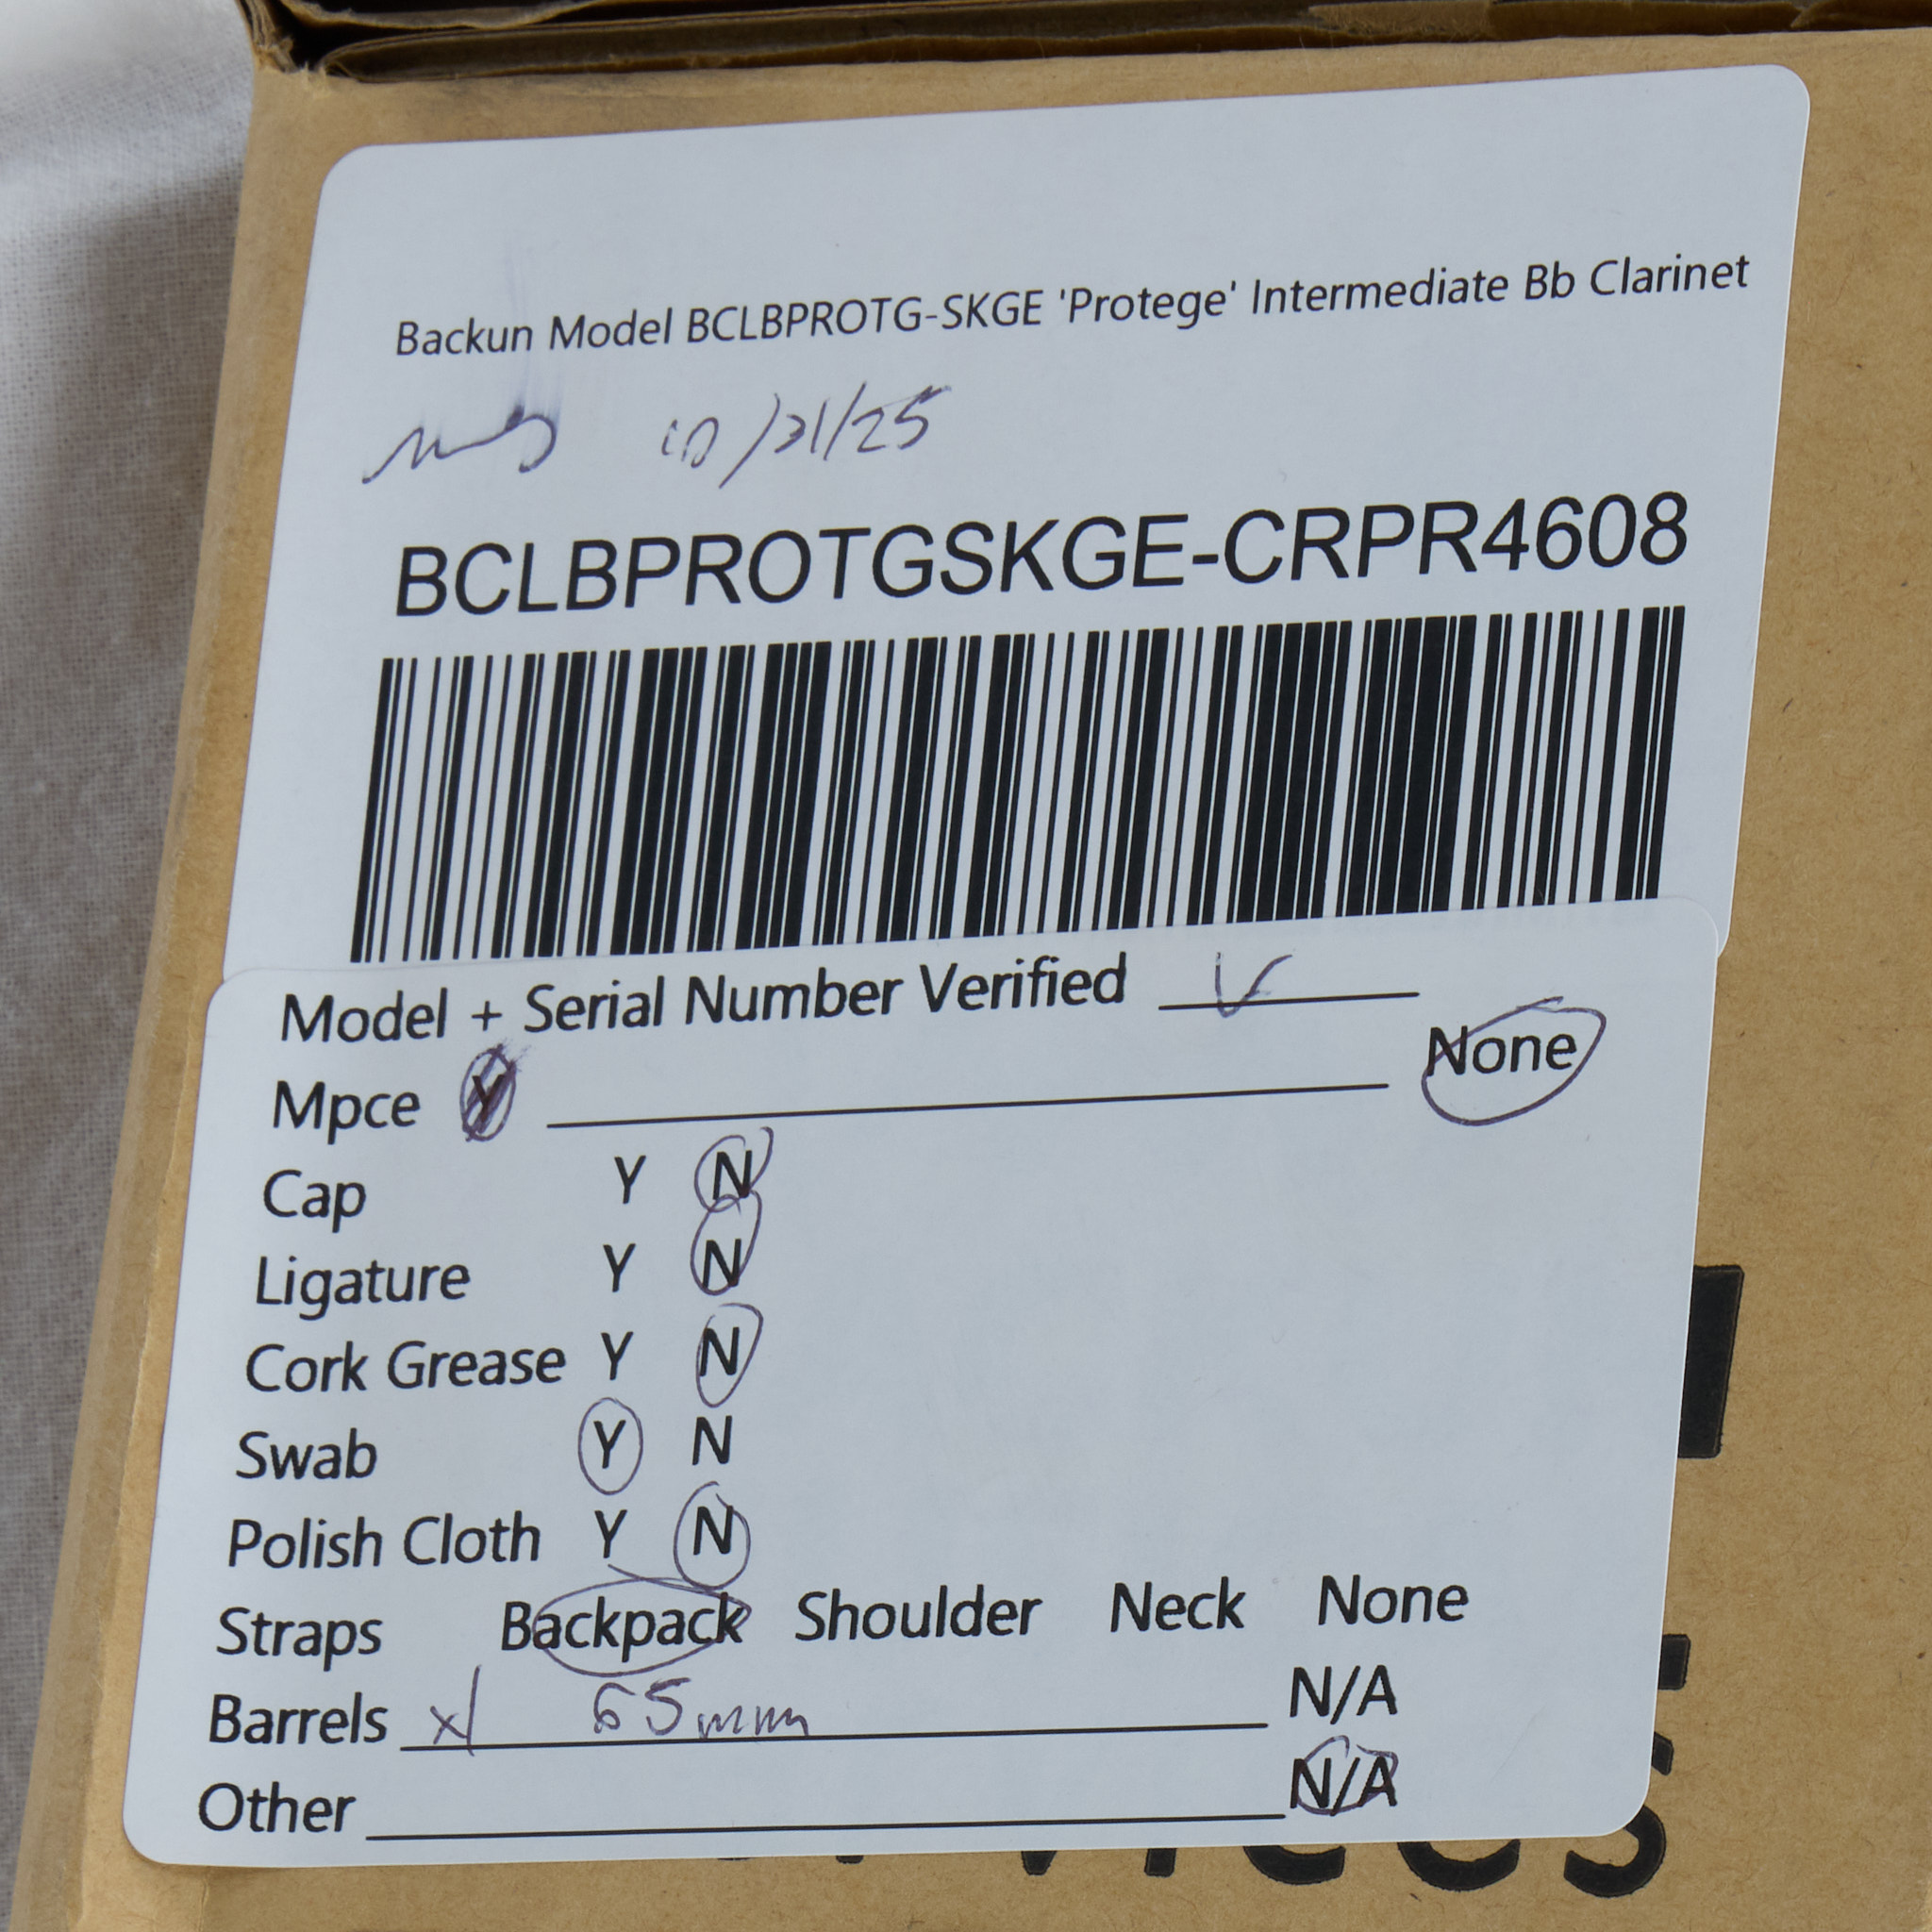 Backun Model BCLBPROTG-SKGE 'Protege' Intermediate Bb Clarinet
10/31/25
BCLBPROTGSKGE-CRPR4608
Model + Serial Number Verified ✓
Mpce Y None
Cap Y N
Ligature Y N
Cork Grease Y N
Swab Y N
Polish Cloth Y N
Straps Backpack Shoulder Neck None
Barrels x1 65mm N/A
Other N/A